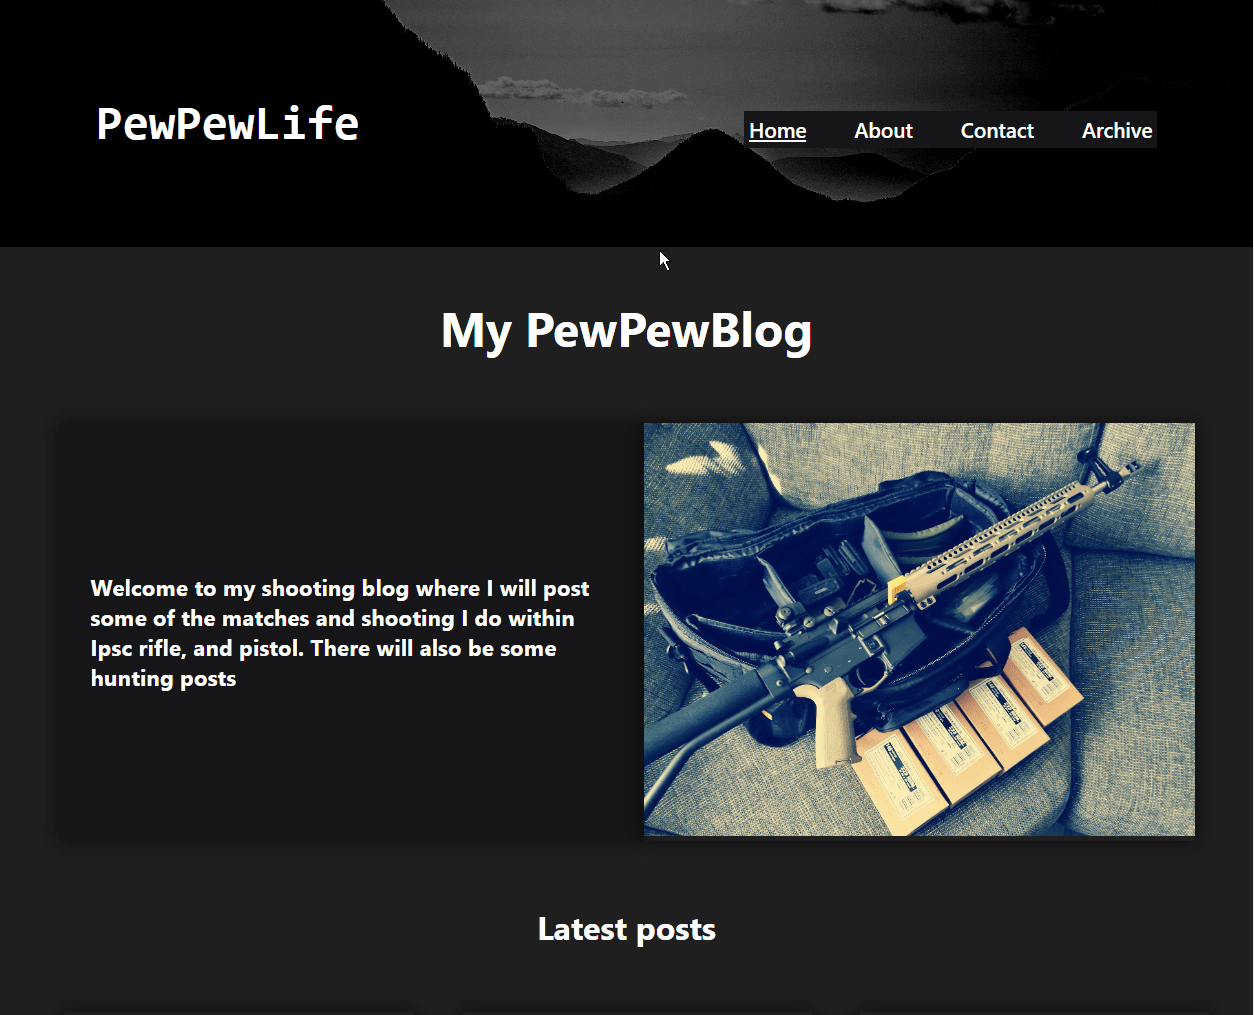 PewPewLife
Home About Contact Archive
My PewPewBlog
Welcome to my shooting blog where I will post
some of the matches and shooting I do within
Ipsc rifle, and pistol. There will also be some
hunting posts
Latest posts